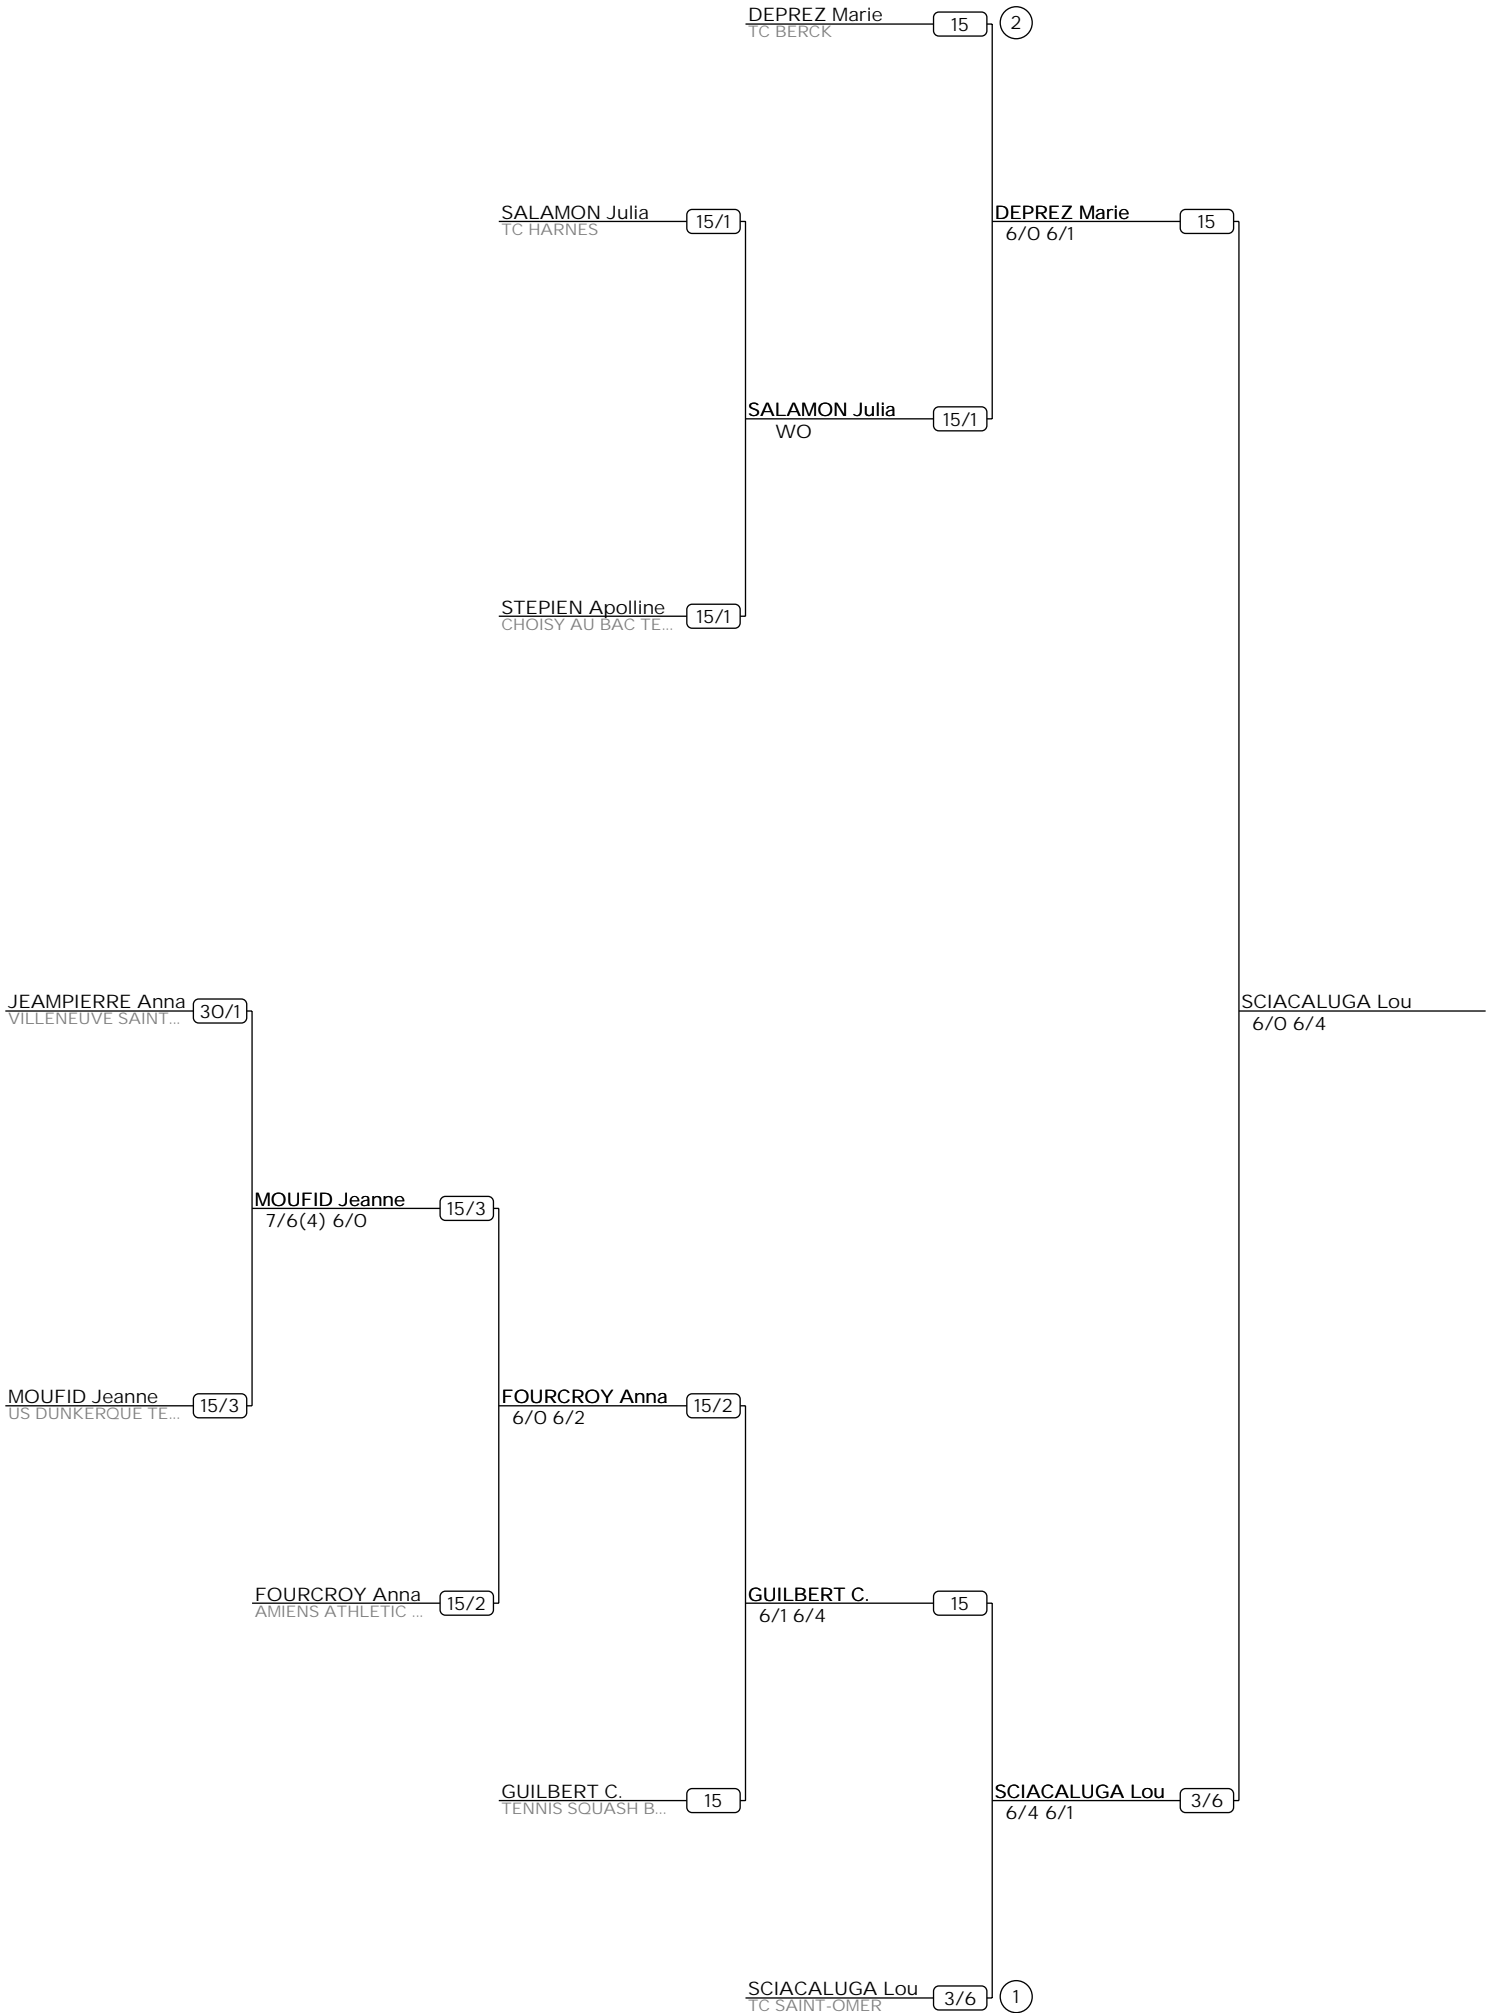 DEPREZ Marie
TC BERCK
15
2
SALAMON Julia
TC HARNES
15/1
DEPREZ Marie
6/0 6/1
15
SALAMON Julia
WO
15/1
STEPIEN Apolline
CHOISY AU BAC TE...
15/1
JEAMPIERRE Anna
VILLENEUVE SAINT...
30/1
SCIACALUGA Lou
6/0 6/4
MOUFID Jeanne
7/6(4) 6/0
15/3
MOUFID Jeanne
US DUNKERQUE TE...
15/3
FOURCROY Anna
6/0 6/2
15/2
FOURCROY Anna
AMIENS ATHLETIC ...
15/2
GUILBERT C.
6/1 6/4
15
GUILBERT C.
TENNIS SQUASH B...
15
SCIACALUGA Lou
6/4 6/1
3/6
SCIACALUGA Lou
TC SAINT-OMER
3/6
1